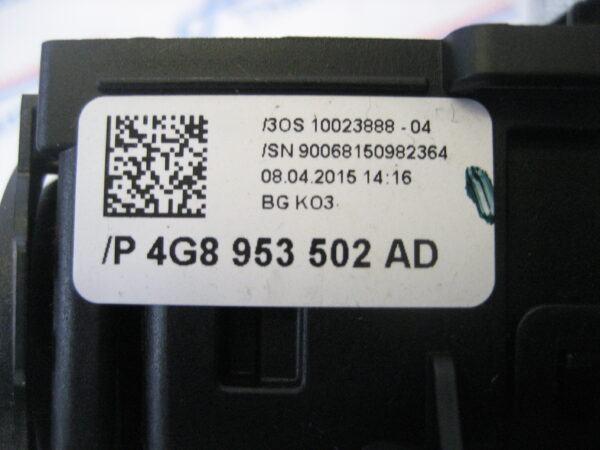 /3OS 10023888 - 04
/SN 90068150982364
08.04.2015 14:16
BG KO3
/P 4G8 953 502 AD